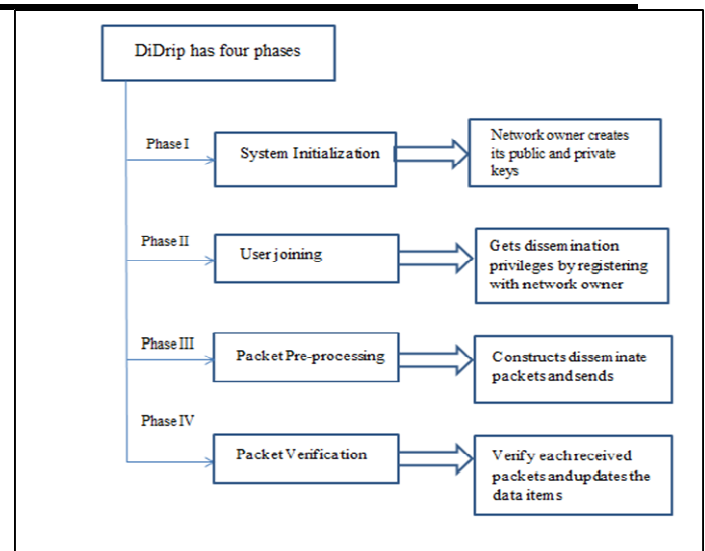 DiDrip has four phases
Phase I
System Initialization
Network owner creates
its public and private
keys
Phase II
User joining
Gets dissemination
privileges by registering
with network owner
Phase III
Packet Pre-processing
Constructs disseminate
packets and sends
Phase IV
Packet Verification
Verify each received
packets and updates the
data items